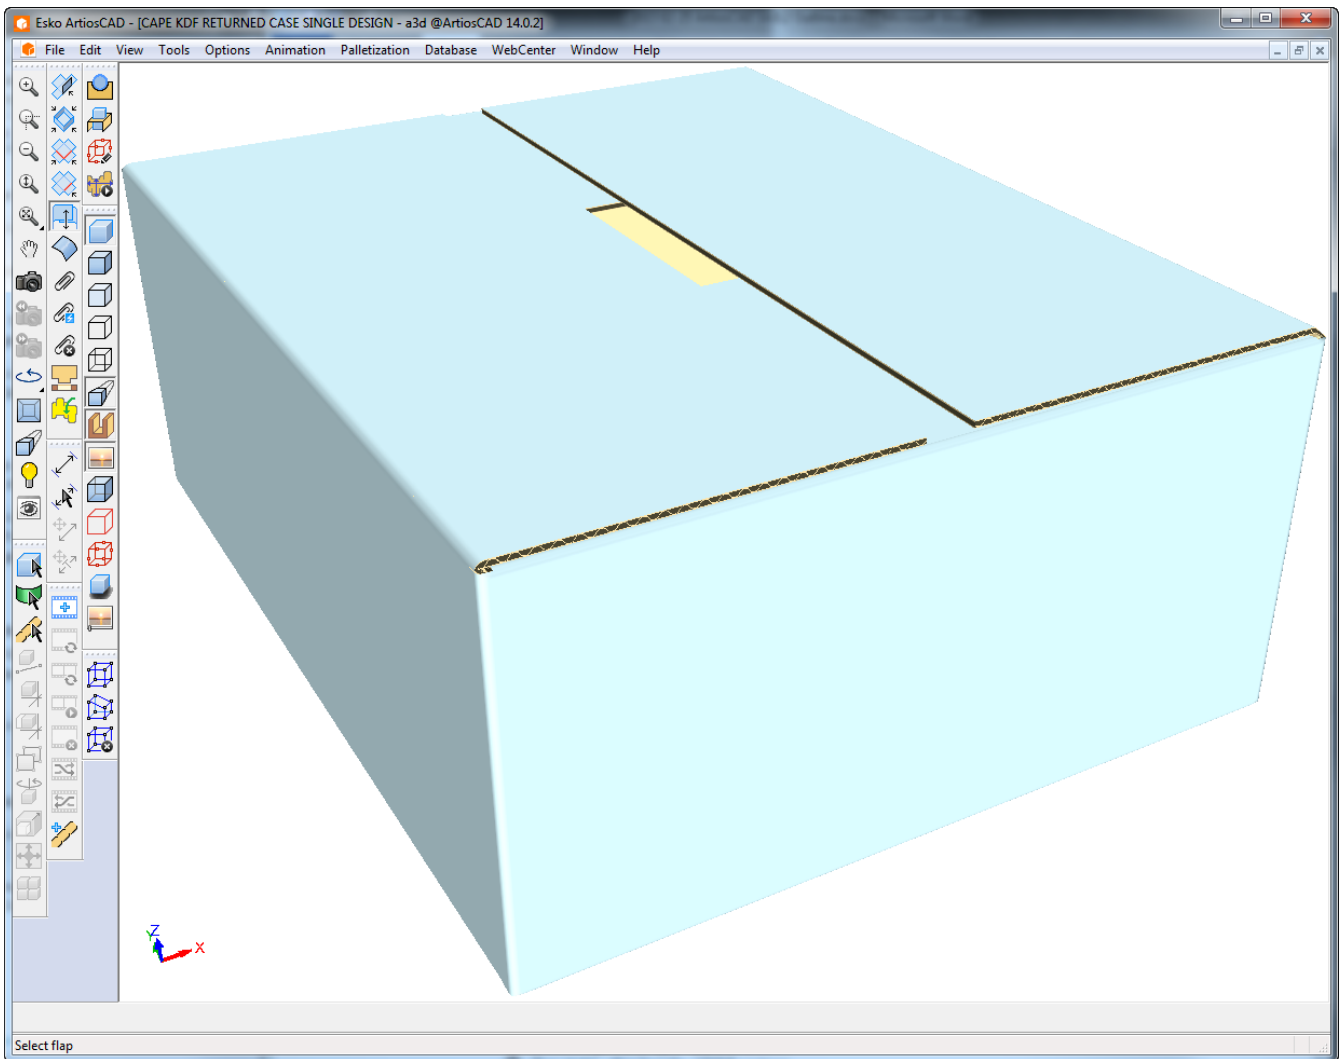 Esko ArtiosCAD - [CAPE KDF RETURNED CASE SINGLE DESIGN - a3d @ArtiosCAD 14.0.2]
File Edit View Tools Options Animation Palletization Database WebCenter Window Help
Z
Y
X
Select flap